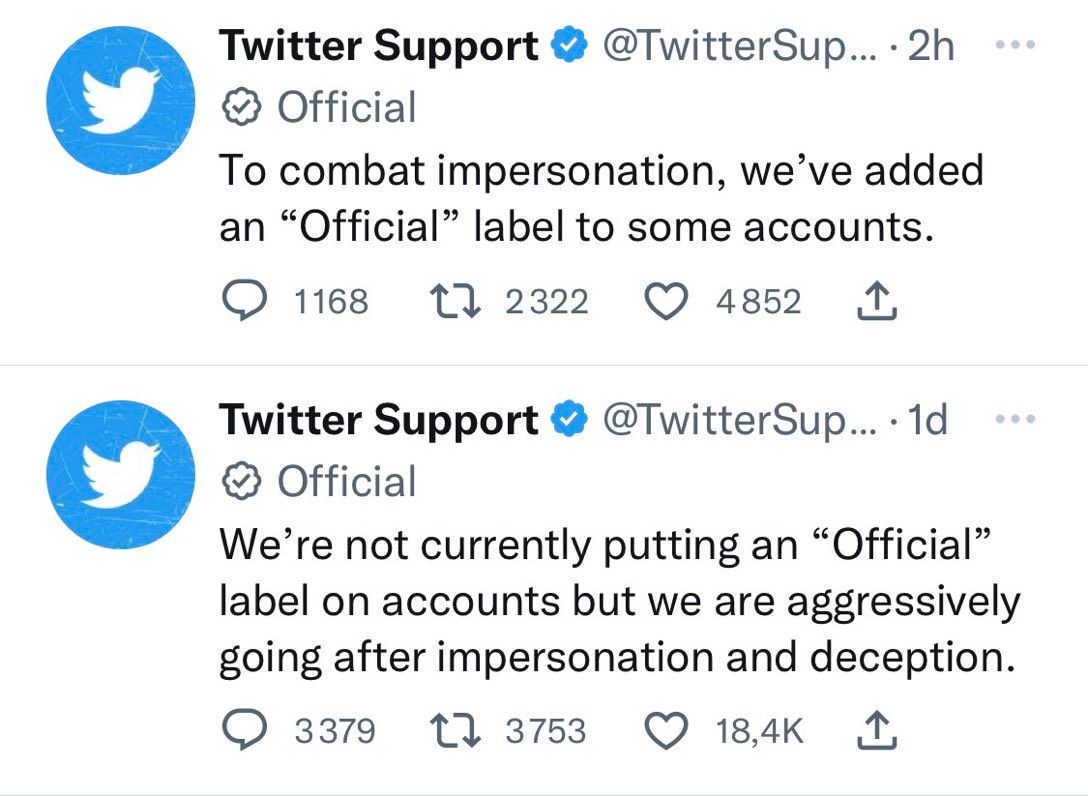 Twitter Support @TwitterSup... · 2h
Official
To combat impersonation, we’ve added
an “Official” label to some accounts.
1168 2322 4852
Twitter Support @TwitterSup... · 1d
Official
We’re not currently putting an “Official”
label on accounts but we are aggressively
going after impersonation and deception.
3379 3753 18,4K